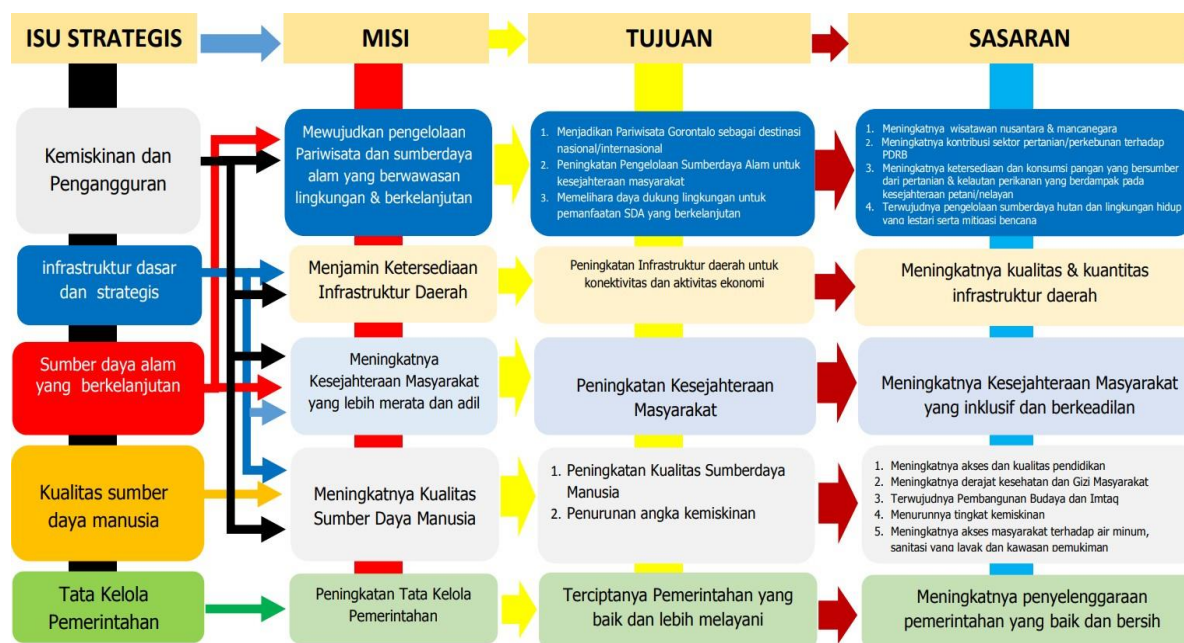 ISU STRATEGIS
MISI
TUJUAN
SASARAN
Kemiskinan dan
Pengangguran
Mewujudkan pengelolaan
Pariwisata dan sumberdaya
alam yang berwawasan
lingkungan & berkelanjutan
1. Menjadikan Pariwisata Gorontalo sebagai destinasi
nasional/internasional
2. Peningkatan Pengelolaan Sumberdaya Alam untuk
kesejahteraan masyarakat
3. Memelihara daya dukung lingkungan untuk
pemanfaatan SDA yang berkelanjutan
1. Meningkatnya wisatawan nusantara & mancanegara
2. Meningkatnya kontribusi sektor pertanian/perkebunan terhadap
PDRB
3. Meningkatnya ketersediaan dan konsumsi pangan yang bersumber
dari pertanian & kelautan perikanan yang berdampak pada
kesejahteraan petani/nelayan
4. Terwujudnya pengelolaan sumberdaya hutan dan lingkungan hidup
yang lestari serta mitigasi bencana
infrastruktur dasar
dan strategis
Menjamin Ketersediaan
Infrastruktur Daerah
Peningkatan Infrastruktur daerah untuk
konektivitas dan aktivitas ekonomi
Meningkatnya kualitas & kuantitas
infrastruktur daerah
Sumber daya alam
yang berkelanjutan
Meningkatnya
Kesejahteraan Masyarakat
yang lebih merata dan adil
Peningkatan Kesejahteraan
Masyarakat
Meningkatnya Kesejahteraan Masyarakat
yang inklusif dan berkeadilan
Kualitas sumber
daya manusia
Meningkatnya Kualitas
Sumber Daya Manusia
1. Peningkatan Kualitas Sumberdaya
Manusia
2. Penurunan angka kemiskinan
1. Meningkatnya akses dan kualitas pendidikan
2. Meningkatnya derajat kesehatan dan Gizi Masyarakat
3. Terwujudnya Pembangunan Budaya dan Imtaq
4. Menurunnya tingkat kemiskinan
5. Meningkatnya akses masyarakat terhadap air minum,
sanitasi yang layak dan kawasan pemukiman
Tata Kelola
Pemerintahan
Peningkatan Tata Kelola
Pemerintahan
Terciptanya Pemerintahan yang
baik dan lebih melayani
Meningkatnya penyelenggaraan
pemerintahan yang baik dan bersih